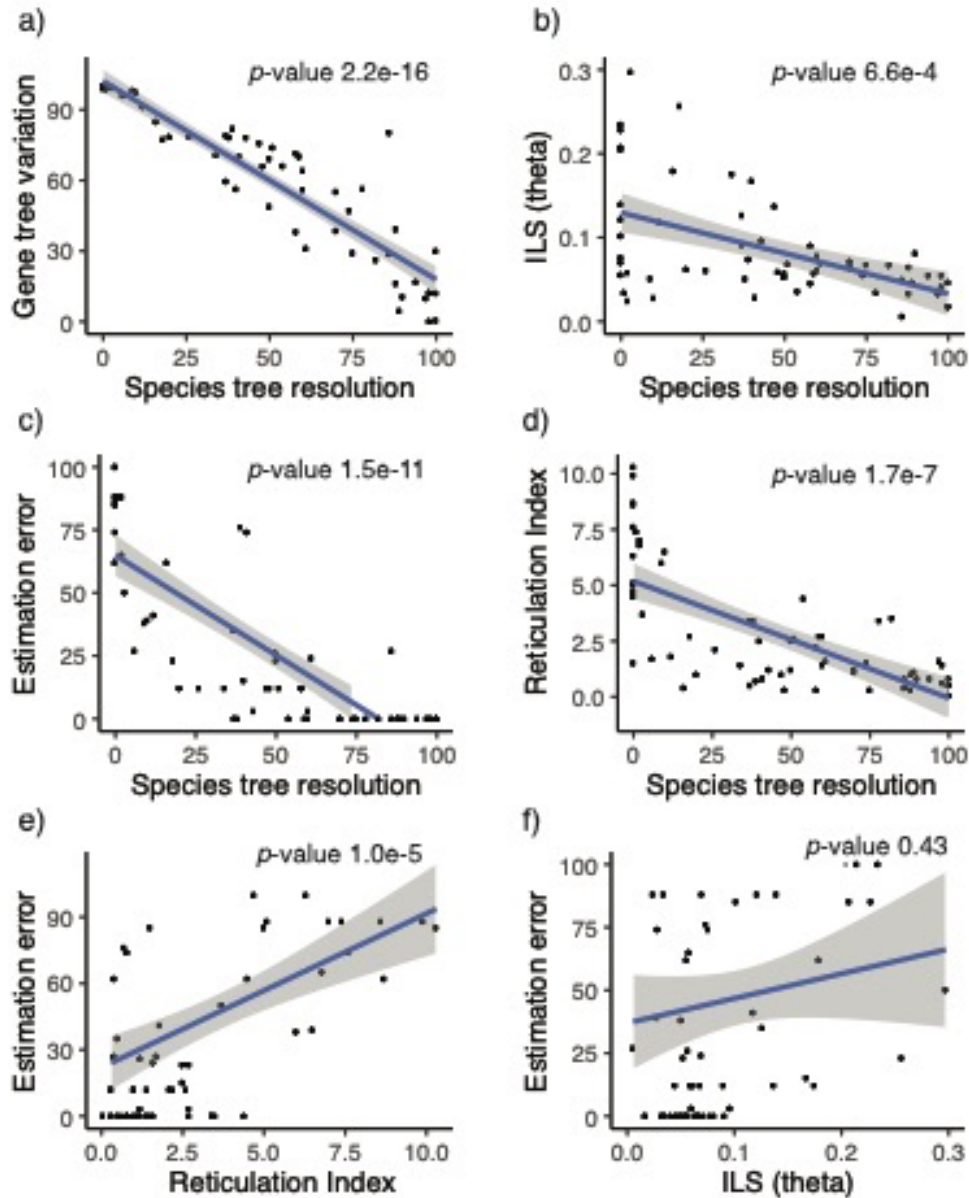 a)
p-value 2.2e-16
Gene tree variation
90
60
30
0
0 25 50 75 100
Species tree resolution
b)
p-value 6.6e-4
ILS (theta)
0.3
0.2
0.1
0.0
0 25 50 75 100
Species tree resolution
c)
p-value 1.5e-11
Estimation error
100
75
50
25
0
0 25 50 75 100
Species tree resolution
d)
p-value 1.7e-7
Reticulation Index
10.0
7.5
5.0
2.5
0.0
0 25 50 75 100
Species tree resolution
e)
p-value 1.0e-5
Estimation error
90
60
30
0
0.0 2.5 5.0 7.5 10.0
Reticulation Index
f)
p-value 0.43
Estimation error
100
75
50
25
0
0.0 0.1 0.2 0.3
ILS (theta)